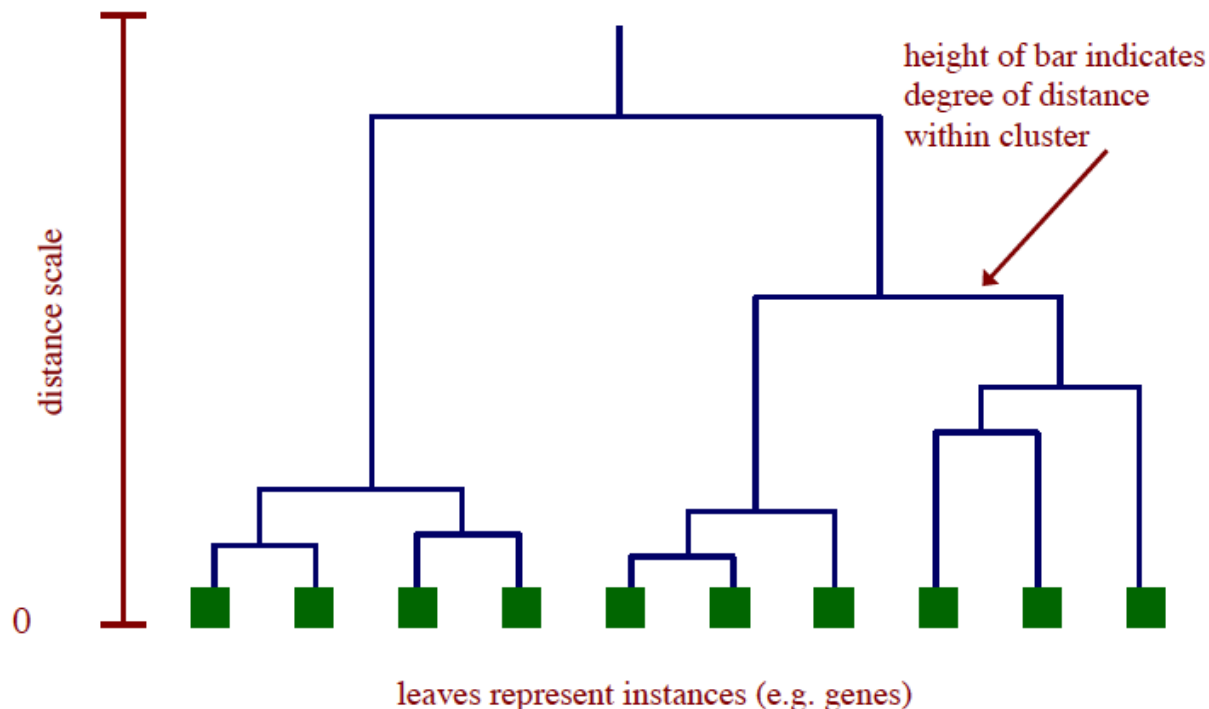 height of bar indicates
degree of distance
within cluster
distance scale
0
leaves represent instances (e.g. genes)